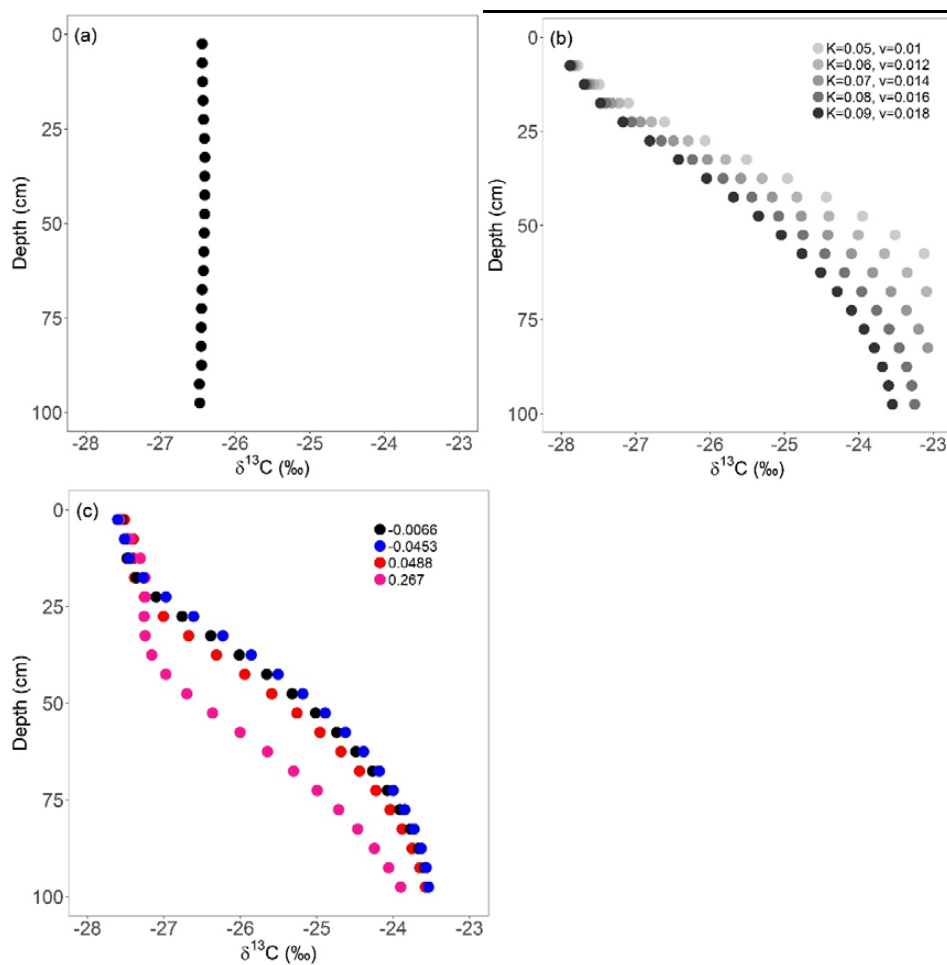 (a)
0
25
50
75
100
Depth (cm)
-28
-27
-26
-25
-24
-23
δ¹³C (‰)
(b)
K=0.05, v=0.01
K=0.06, v=0.012
K=0.07, v=0.014
K=0.08, v=0.016
K=0.09, v=0.018
0
25
50
75
100
Depth (cm)
-28
-27
-26
-25
-24
-23
δ¹³C (‰)
(c)
-0.0066
-0.0453
0.0488
0.267
0
25
50
75
100
Depth (cm)
-28
-27
-26
-25
-24
-23
δ¹³C (‰)